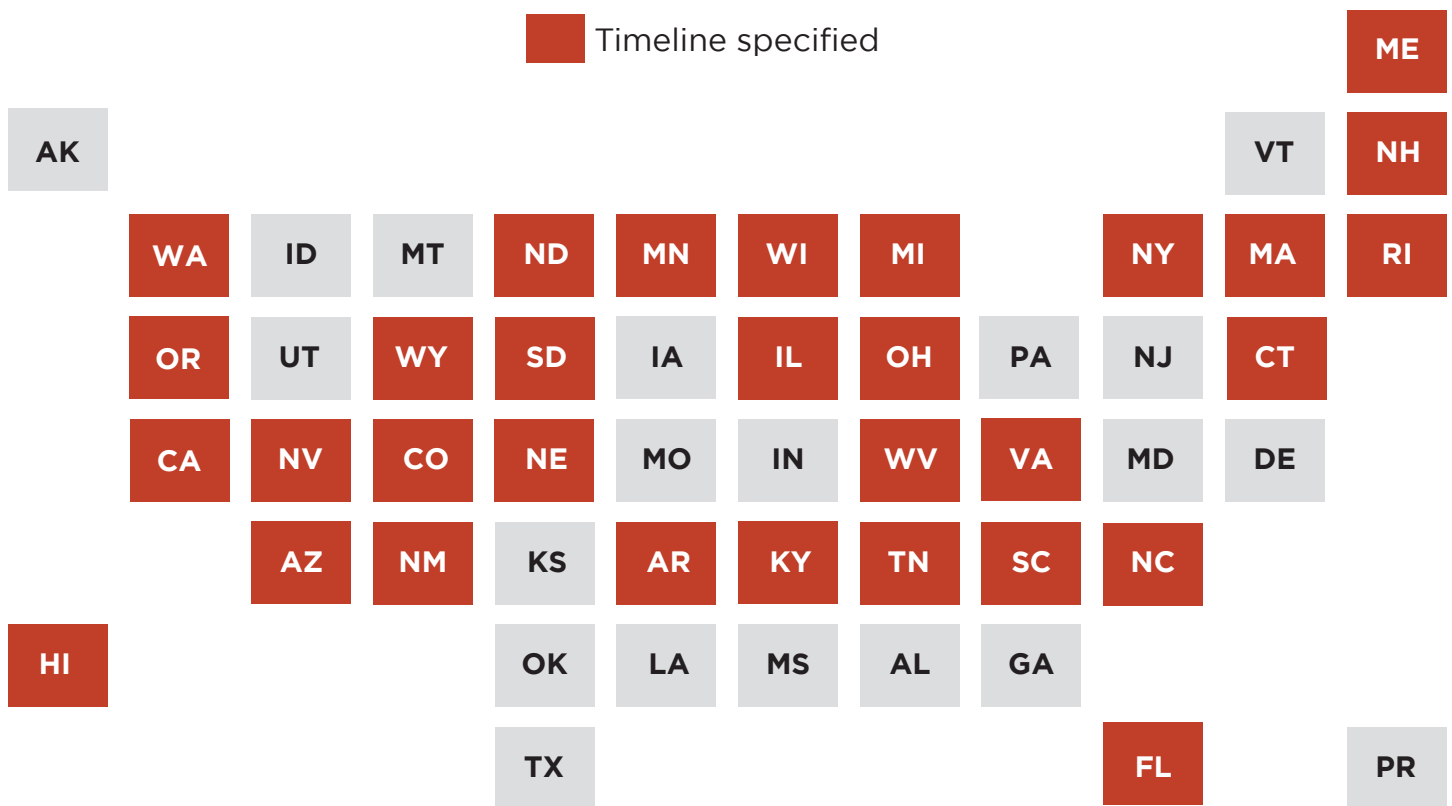 Timeline specified
ME
AK VT NH
WA ID MT ND MN WI MI NY MA RI
OR UT WY SD IA IL OH PA NJ CT
CA NV CO NE MO IN WV VA MD DE
AZ NM KS AR KY TN SC NC
HI OK LA MS AL GA
TX FL PR